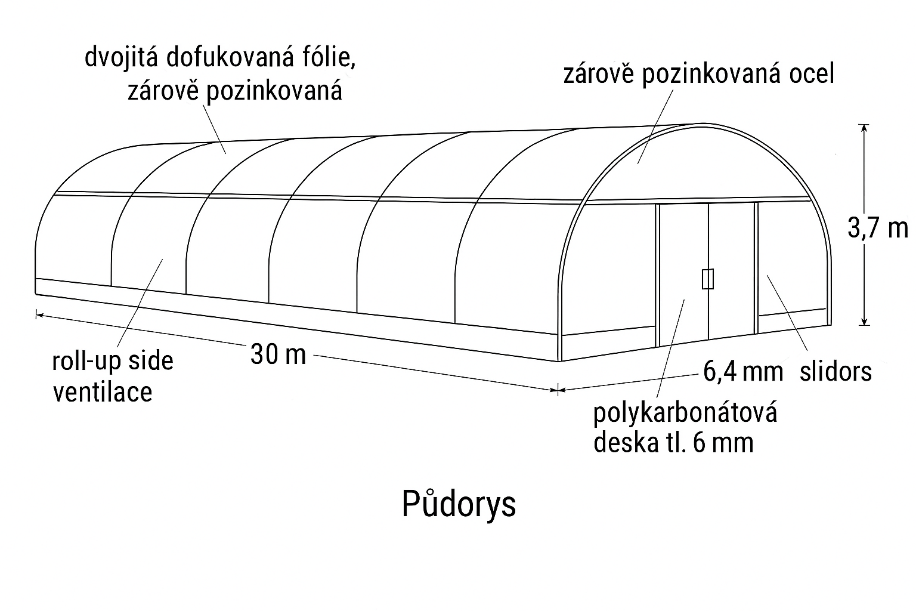 dvojitá dofukovaná fólie,
zárově pozinkovaná
zárově pozinkovaná ocel
3,7 m
30 m
roll-up side
ventilace
6,4 mm
slidors
polykarbonátová
deska tl. 6 mm
Půdorys